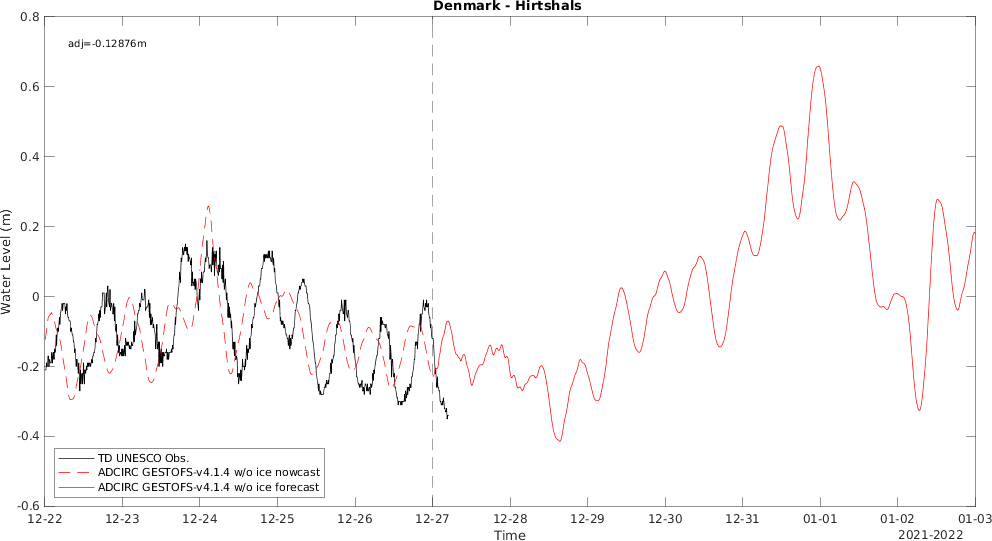 Denmark - Hirtshals
adj=-0.12876m
Water Level (m)
0.8
0.6
0.4
0.2
0
-0.2
-0.4
-0.6
TD UNESCO Obs.
ADCIRC GESTOFS-v4.1.4 w/o ice nowcast
ADCIRC GESTOFS-v4.1.4 w/o ice forecast
12-22 12-23 12-24 12-25 12-26 12-27 12-28 12-29 12-30 12-31 01-01 01-02 01-03
Time
2021-2022